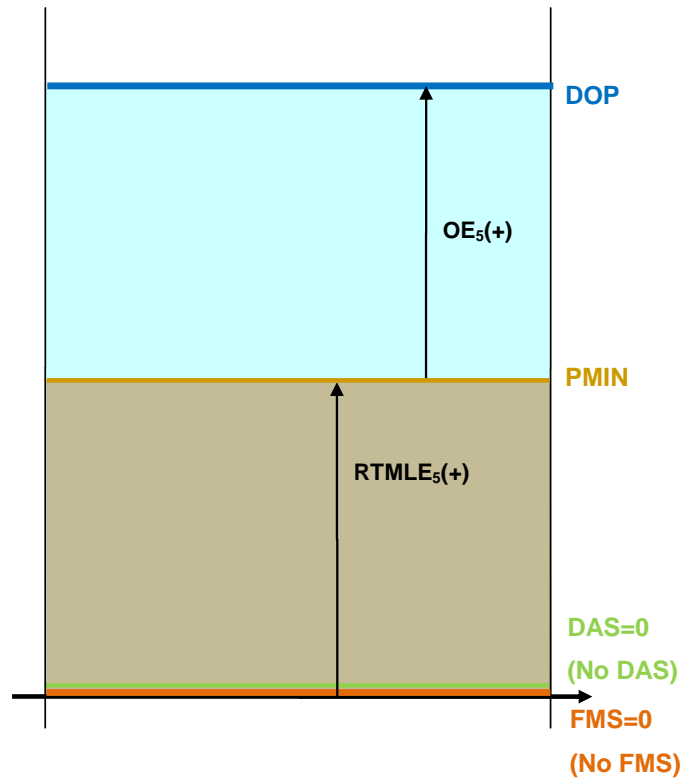 DOP
OE₅(+)
PMIN
RTMLE₅(+)
DAS=0
(No DAS)
FMS=0
(No FMS)